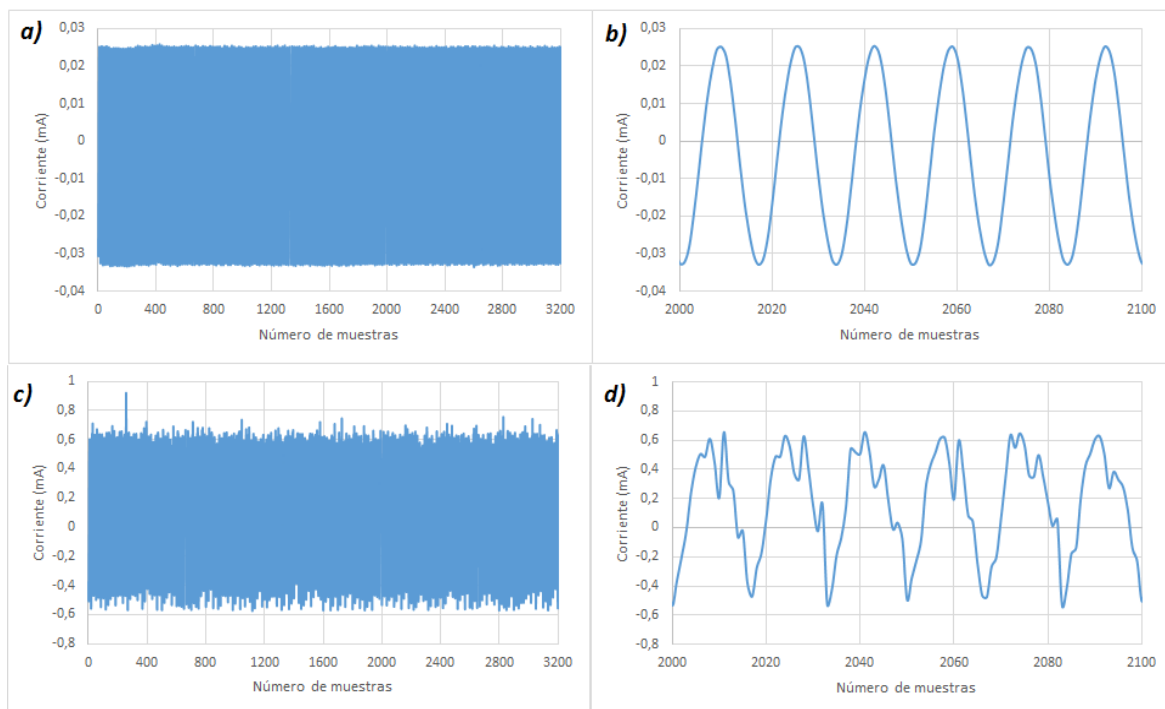 a)
0,03
0,02
0,01
0
-0,01
-0,02
-0,03
-0,04
Corriente (mA)
0 400 800 1200 1600 2000 2400 2800 3200
Número de muestras
b)
0,03
0,02
0,01
0
-0,01
-0,02
-0,03
-0,04
Corriente (mA)
2000 2020 2040 2060 2080 2100
Número de muestras
c)
1
0,8
0,6
0,4
0,2
0
-0,2
-0,4
-0,6
-0,8
Corriente (mA)
0 400 800 1200 1600 2000 2400 2800 3200
Número de muestras
d)
1
0,8
0,6
0,4
0,2
0
-0,2
-0,4
-0,6
-0,8
Corriente (mA)
2000 2020 2040 2060 2080 2100
Número de muestras